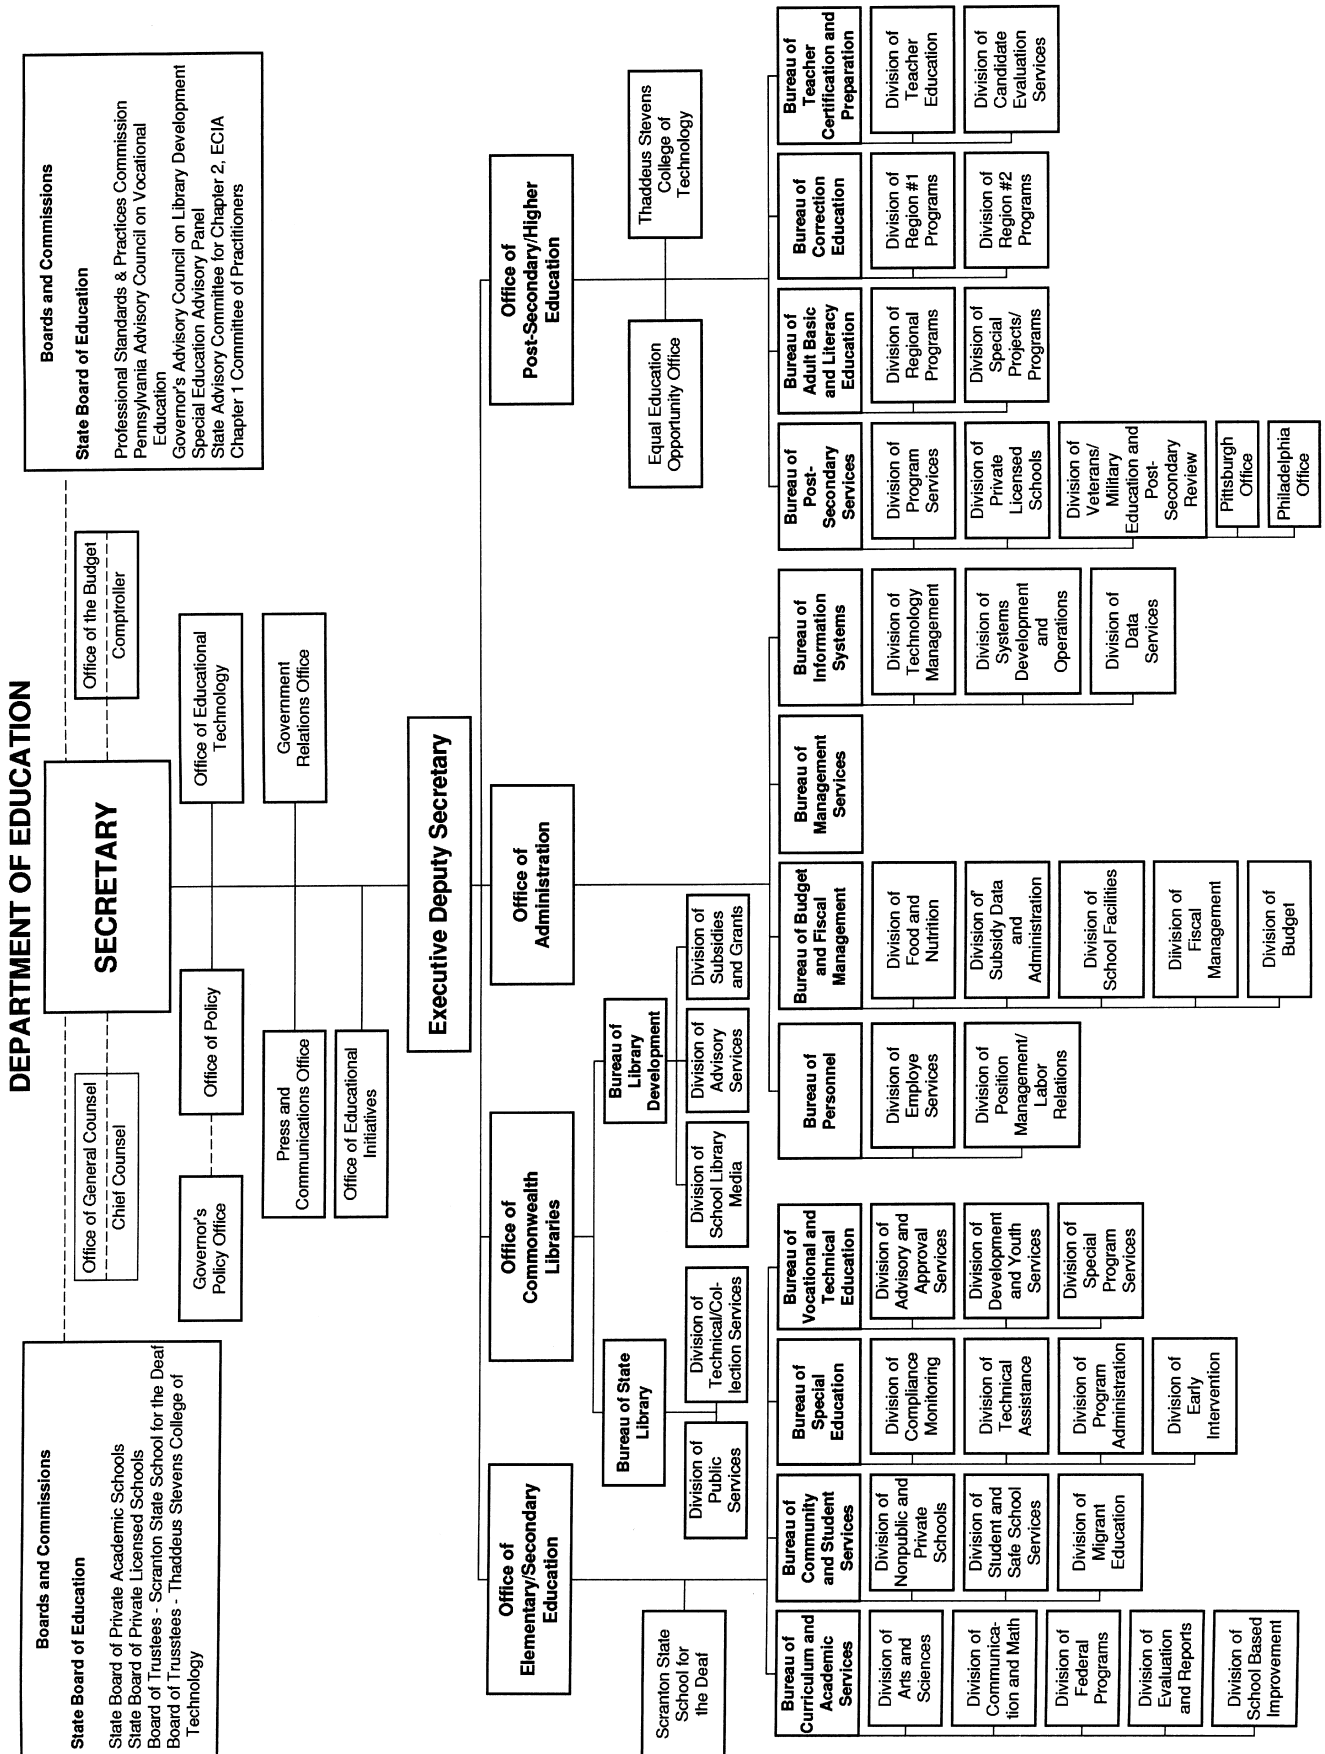 DEPARTMENT OF EDUCATION
Boards and Commissions
State Board of Education
State Board of Private Academic Schools
State Board of Private Licensed Schools
Board of Trustees - Scranton State School for the Deaf
Board of Trusstees - Thaddeus Stevens College of
Technology
Office of General Counsel
Chief Counsel
SECRETARY
Office of the Budget
Comptroller
Boards and Commissions
State Board of Education
Professional Standards & Practices Commission
Pennsylvania Advisory Council on Vocational
Education
Governor's Advisory Council on Library Development
Special Education Advisory Panel
State Advisory Committee for Chapter 2, ECIA
Chapter 1 Committee of Practitioners
Governor's
Policy Office
Office of Policy
Office of Educational
Technology
Press and
Communications Office
Government
Relations Office
Office of Educational
Initiatives
Executive Deputy Secretary
Office of
Elementary/Secondary
Education
Office of
Commonwealth
Libraries
Office of
Administration
Office of
Post-Secondary/Higher
Education
Scranton State
School for
the Deaf
Bureau of State
Library
Division of
Public
Services
Division of
Technical/Col-
lection Services
Bureau of
Library
Development
Division of
School Library
Media
Division of
Advisory
Services
Division of
Subsidies
and Grants
Equal Education
Opportunity Office
Thaddeus Stevens
College of
Technology
Bureau of
Curriculum and
Academic
Services
Division of
Arts and
Sciences
Division of
Communica-
tion and Math
Division of
Federal
Programs
Division of
Evaluation
and Reports
Division of
School Based
Improvement
Bureau of
Community
and Student
Services
Division of
Nonpublic and
Private
Schools
Division of
Student and
Safe School
Services
Division of
Migrant
Education
Bureau of
Special
Education
Division of
Compliance
Monitoring
Division of
Technical
Assistance
Division of
Program
Administration
Division of
Early
Intervention
Bureau of
Vocational and
Technical
Education
Division of
Advisory and
Approval
Services
Division of
Development
and Youth
Services
Division of
Special
Program
Services
Bureau of
Personnel
Division of
Employe
Services
Division of
Position
Management/
Labor
Relations
Bureau of Budget
and Fiscal
Management
Division of
Food and
Nutrition
Division of
Subsidy Data
and
Administration
Division of
School Facilities
Diivision of
Fiscal
Management
Division of
Budget
Bureau of
Management
Services
Bureau of
Information
Systems
Division of
Technology
Management
Division of
Systems
Development
and
Operations
Division of
Data
Services
Bureau of
Post-
Secondary
Services
Division of
Program
Services
Division of
Private
Licensed
Schools
Division of
Veterans/
Military
Education and
Post-
Secondary
Review
Pittsburgh
Office
Philadelphia
Office
Bureau of
Adult Basic
and Literacy
Education
Division of
Regional
Programs
Division of
Special
Projects/
Programs
Bureau of
Correction
Education
Division of
Region #1
Programs
Division of
Region #2
Programs
Bureau of
Teacher
Certification and
Preparation
Division of
Teacher
Education
Division of
Candidate
Evaluation
Services